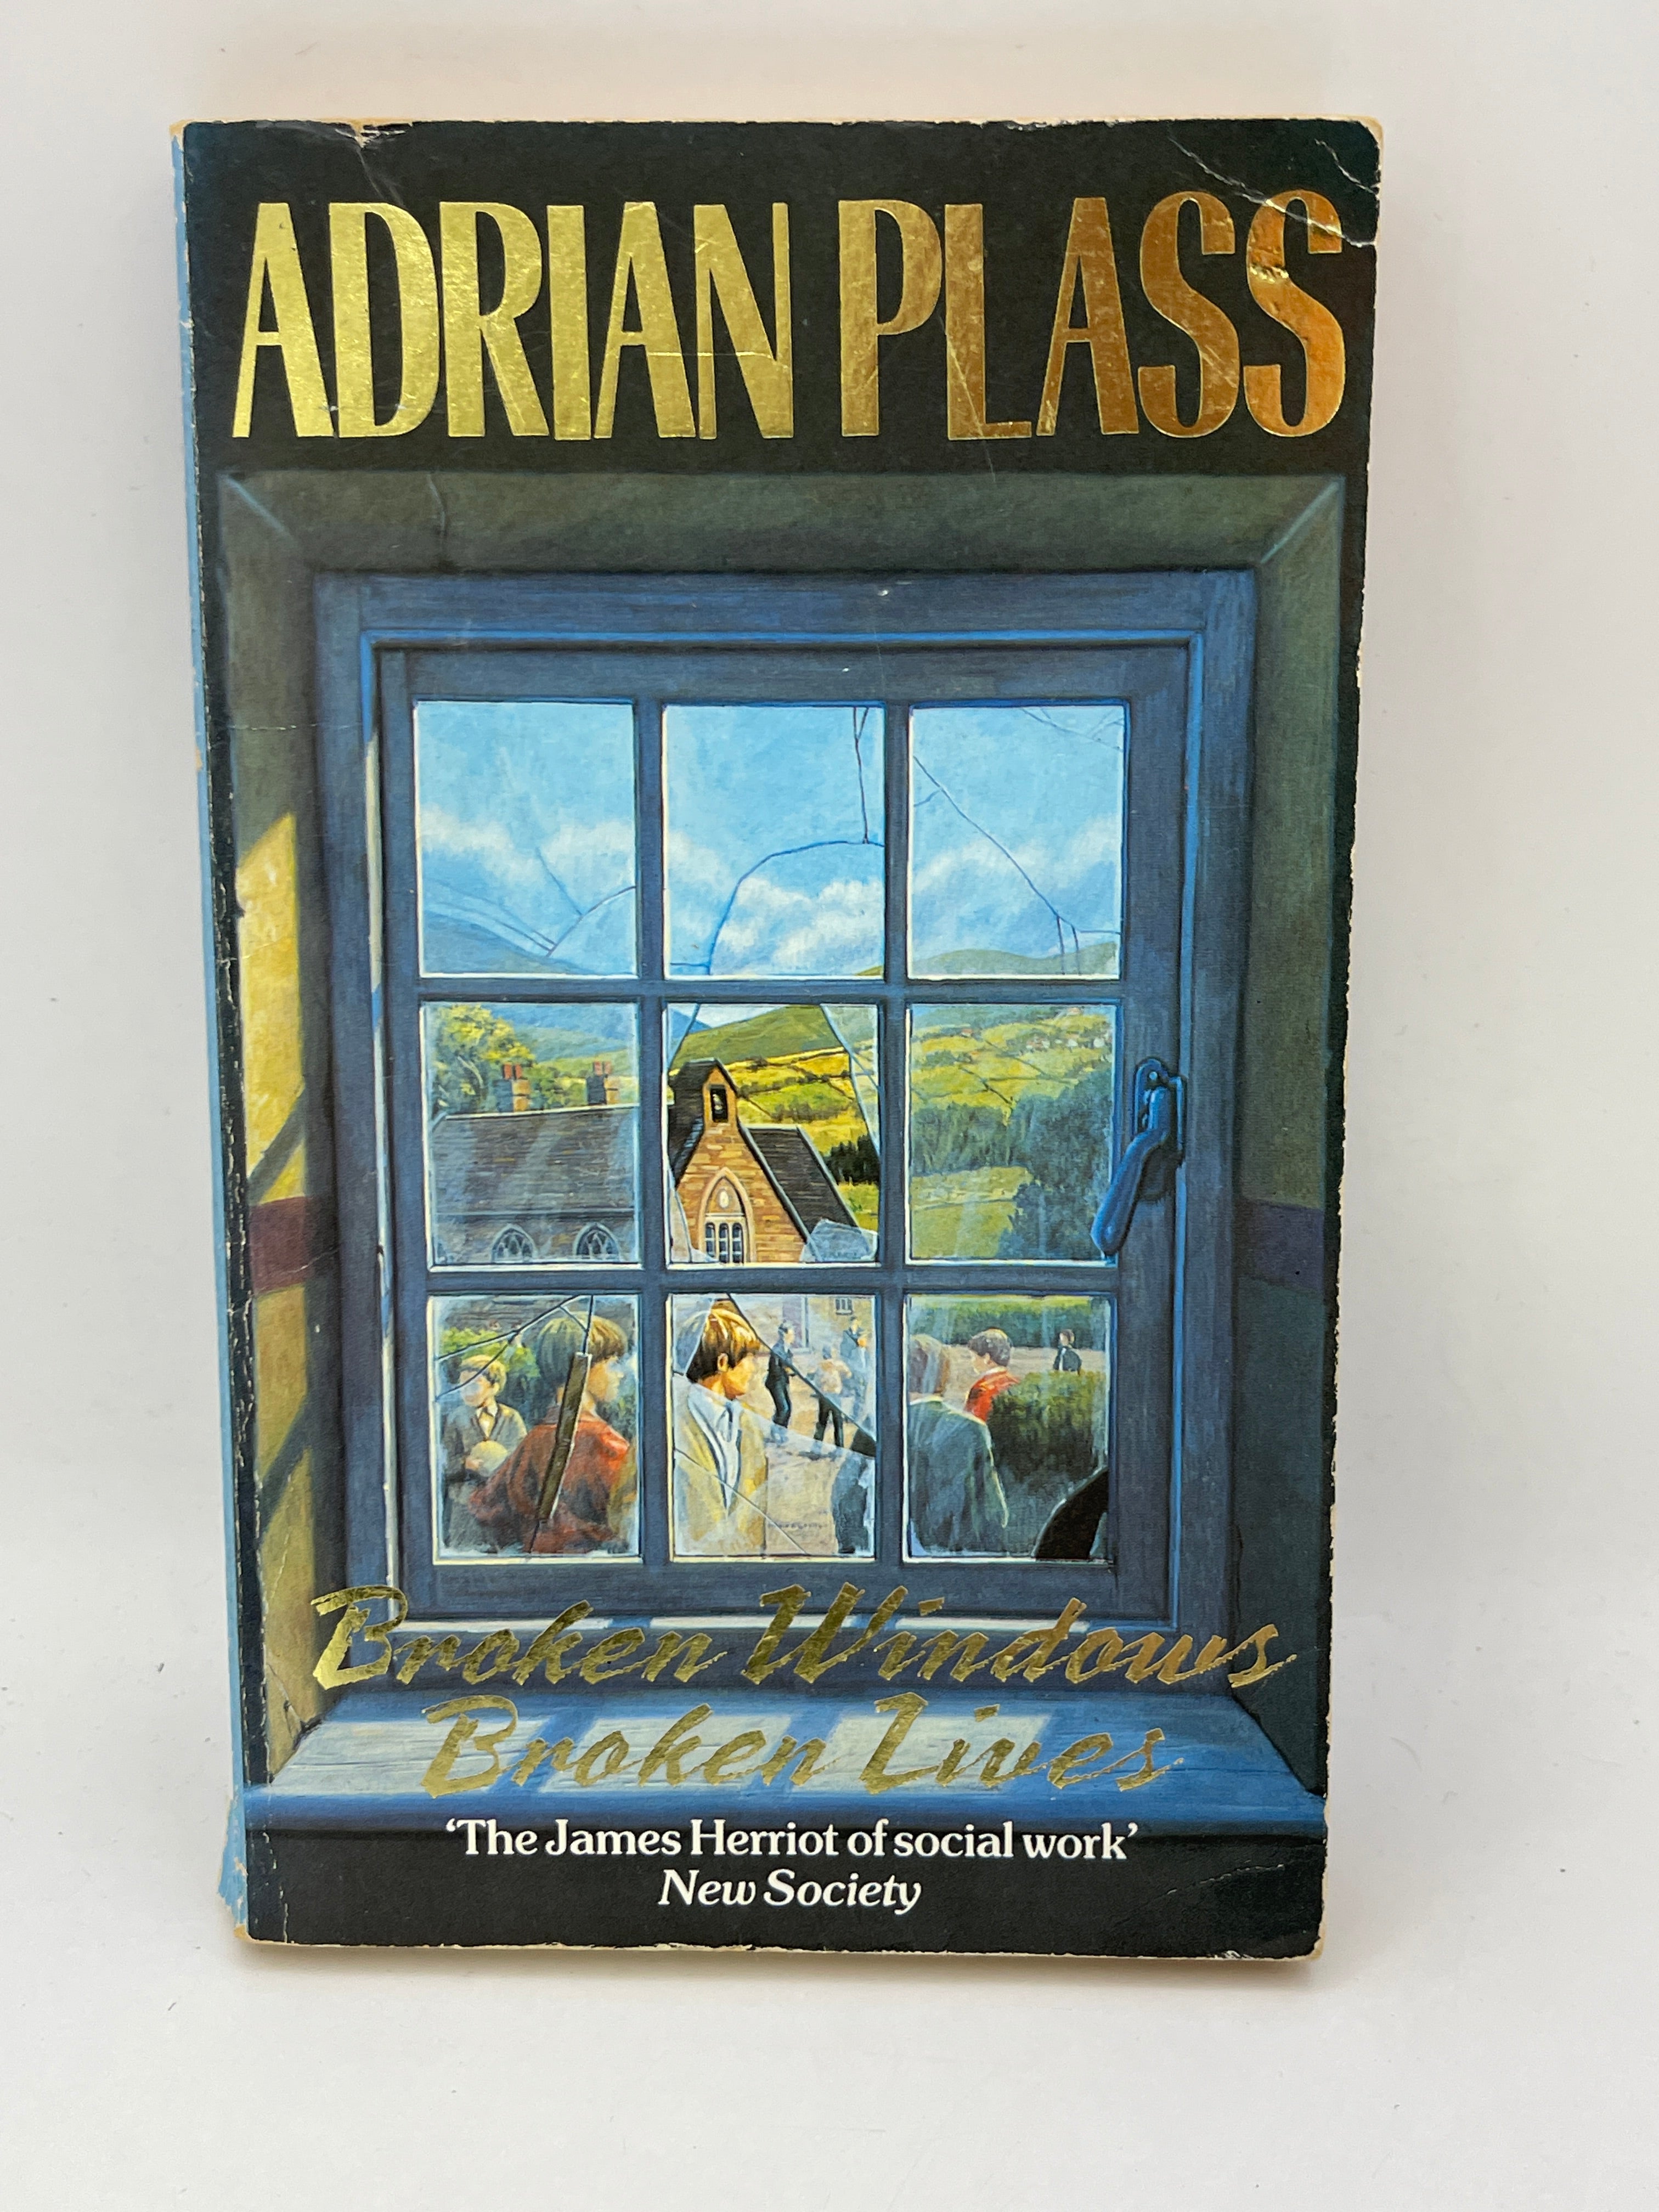 ADRIAN PLASS
Broken Windows
Broken Lives
‘The James Herriot of social work’
New Society